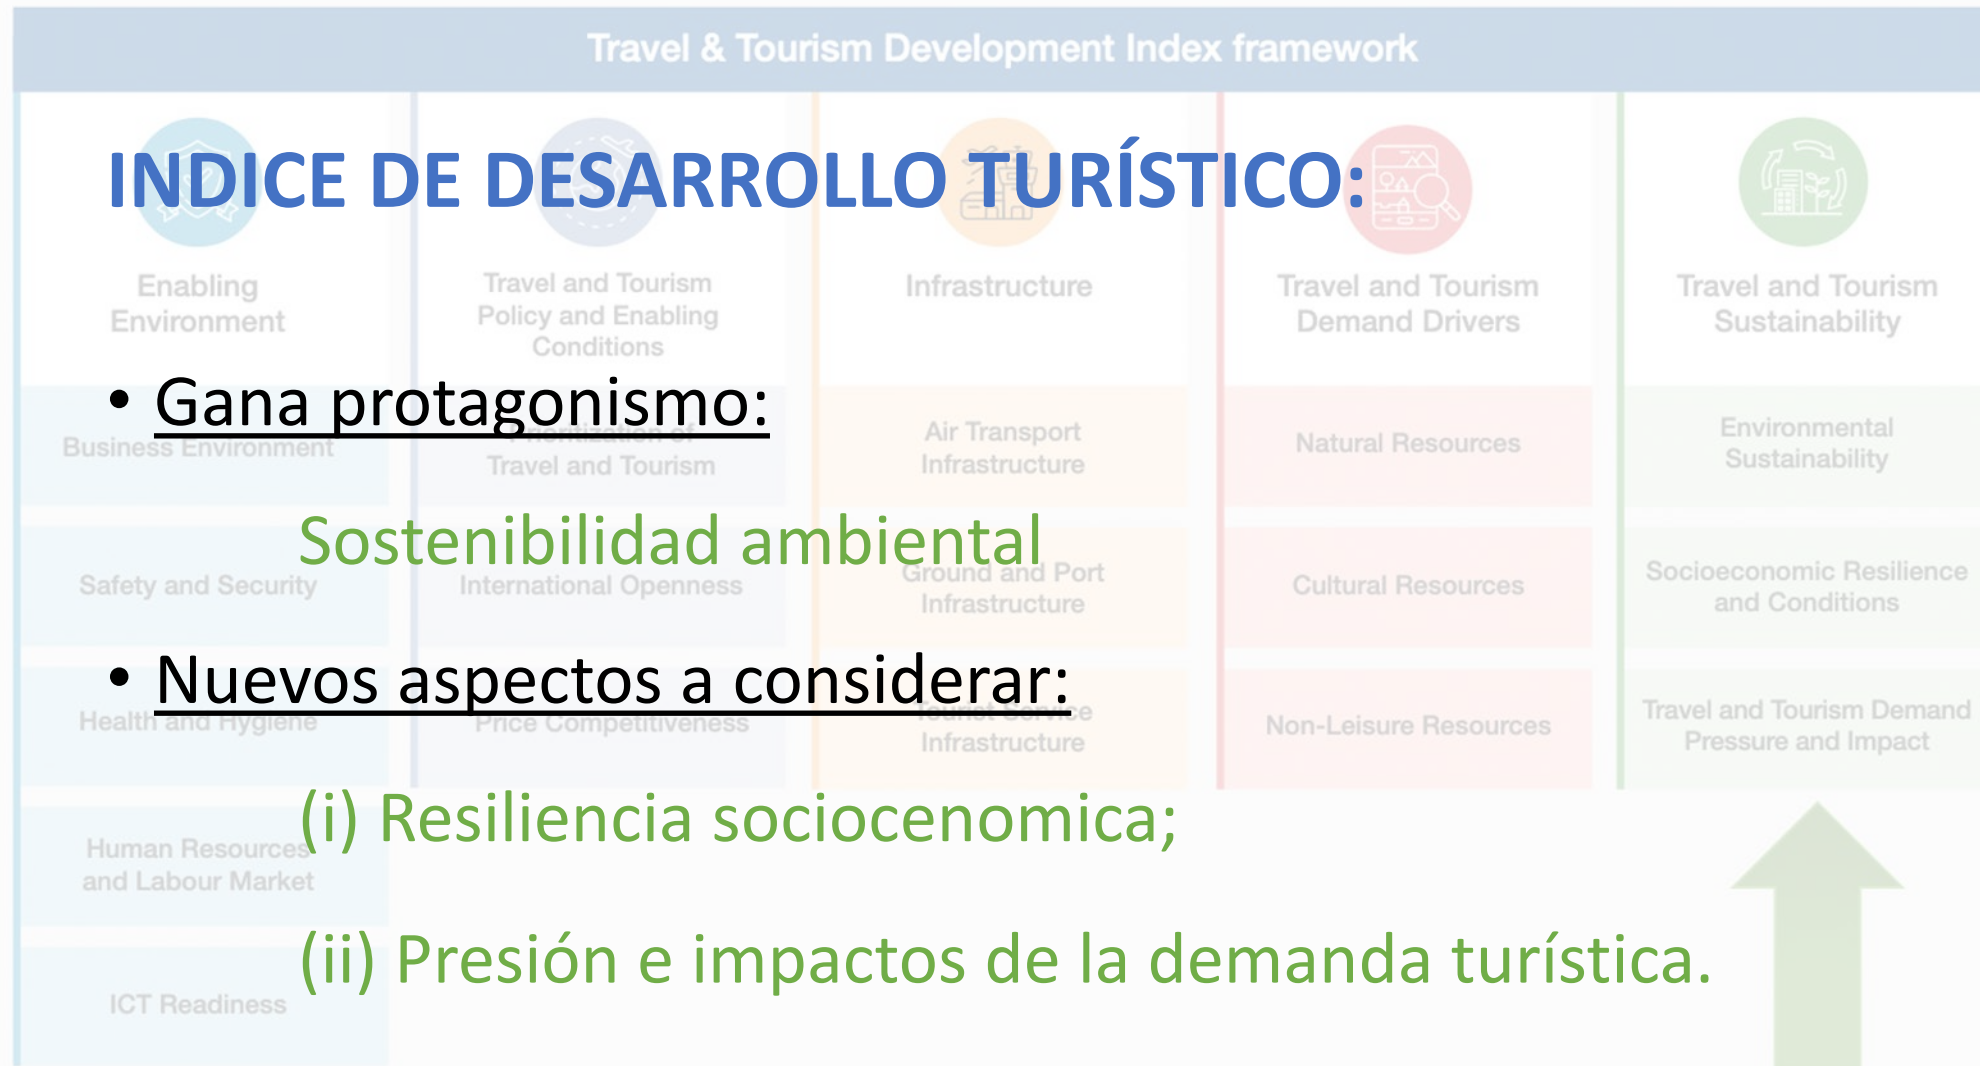 Travel & Tourism Development Index framework
INDICE DE DESARROLLO TURÍSTICO:
Enabling
Environment
Travel and Tourism
Policy and Enabling
Conditions
Infrastructure
Travel and Tourism
Demand Drivers
Travel and Tourism
Sustainability
• Gana protagonismo:
Business Environment
Prioritization of
Travel and Tourism
Air Transport
Infrastructure
Natural Resources
Environmental
Sustainability
Sostenibilidad ambiental
Safety and Security
International Openness
Ground and Port
Infrastructure
Cultural Resources
Socioeconomic Resilience
and Conditions
• Nuevos aspectos a considerar:
Health and Hygiene
Price Competitiveness
Tourist Service
Infrastructure
Non-Leisure Resources
Travel and Tourism Demand
Pressure and Impact
(i) Resiliencia sociocenomica;
Human Resources
and Labour Market
(ii) Presión e impactos de la demanda turística.
ICT Readiness